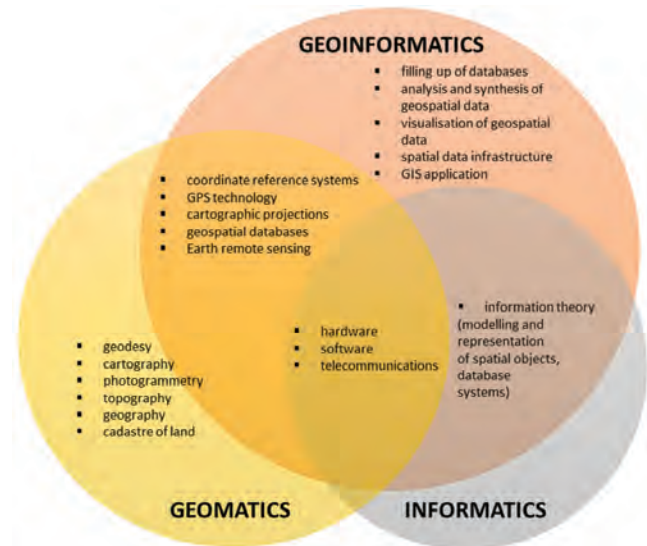 GEOINFORMATICS
▪ filling up of databases
▪ analysis and synthesis of
geospatial data
▪ visualisation of geospatial
data
▪ spatial data infrastructure
▪ GIS application
▪ coordinate reference systems
▪ GPS technology
▪ cartographic projections
▪ geospatial databases
▪ Earth remote sensing
▪ geodesy
▪ cartography
▪ photogrammetry
▪ topography
▪ geography
▪ cadastre of land
▪ hardware
▪ software
▪ telecommunications
▪ information theory
(modelling and
representation
of spatial objects,
database
systems)
GEOMATICS
INFORMATICS